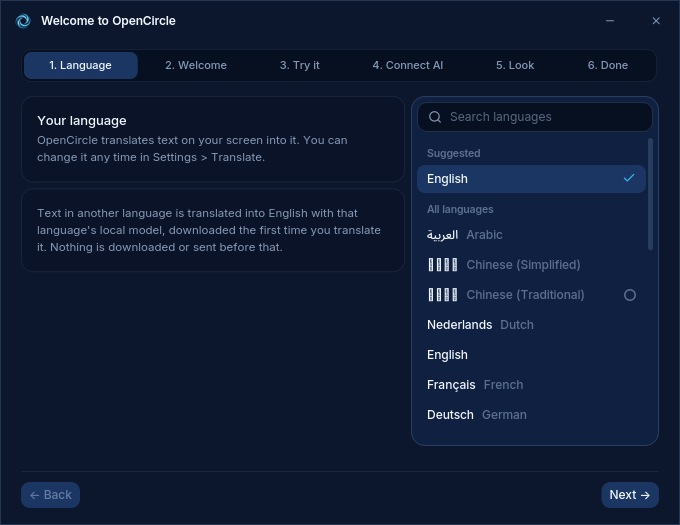 Welcome to OpenCircle
1. Language
2. Welcome
3. Try it
4. Connect AI
5. Look
6. Done
Your language
OpenCircle translates text on your screen into it. You can
change it any time in Settings > Translate.
Text in another language is translated into English with that
language's local model, downloaded the first time you translate
it. Nothing is downloaded or sent before that.
Search languages
Suggested
English
All languages
العربية Arabic
Chinese (Simplified)
Chinese (Traditional)
Nederlands Dutch
English
Français French
Deutsch German
← Back
Next →